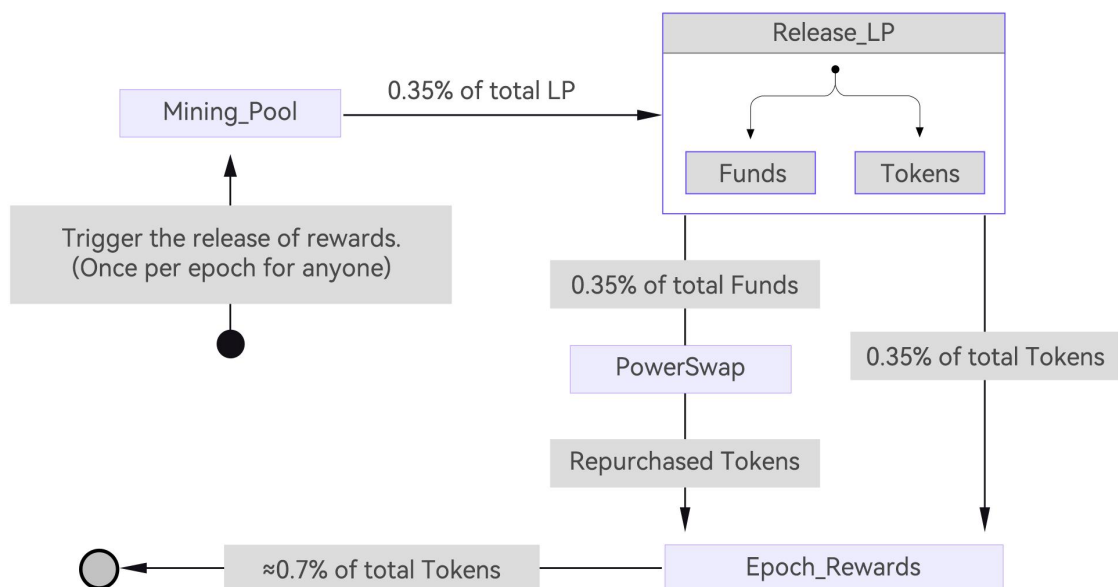 Release_LP
0.35% of total LP
Mining_Pool
Funds
Tokens
Trigger the release of rewards.
(Once per epoch for anyone)
0.35% of total Funds
0.35% of total Tokens
PowerSwap
Repurchased Tokens
≈0.7% of total Tokens
Epoch_Rewards